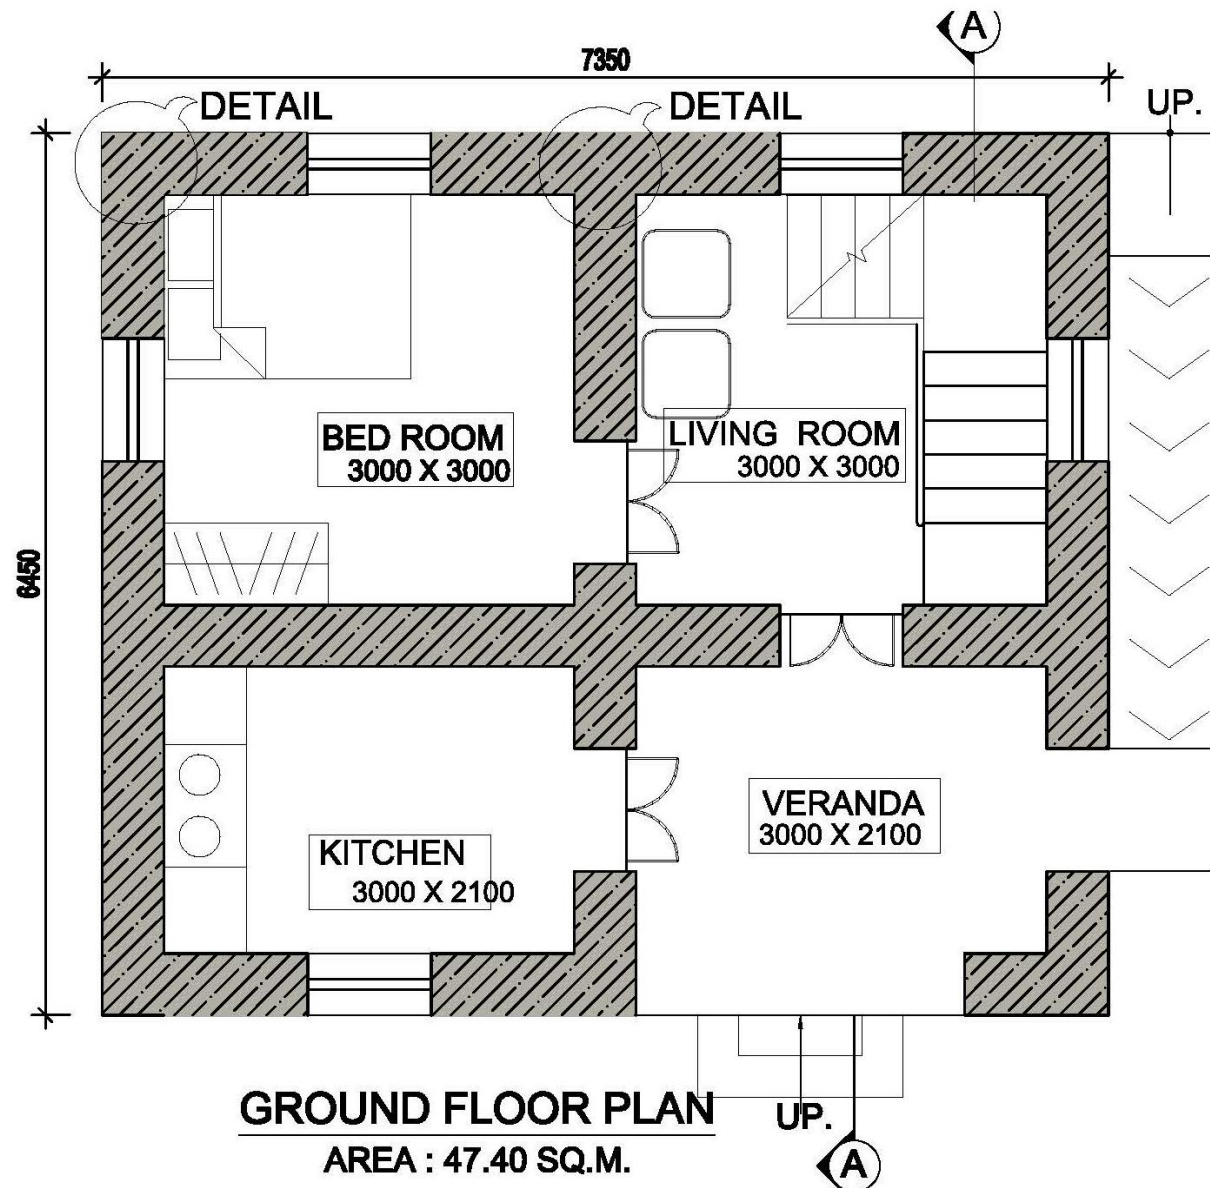 A
7350
DETAIL
DETAIL
UP.
BED ROOM
3000 X 3000
LIVING ROOM
3000 X 3000
6450
KITCHEN
3000 X 2100
VERANDA
3000 X 2100
GROUND FLOOR PLAN
UP.
AREA : 47.40 SQ.M.
A